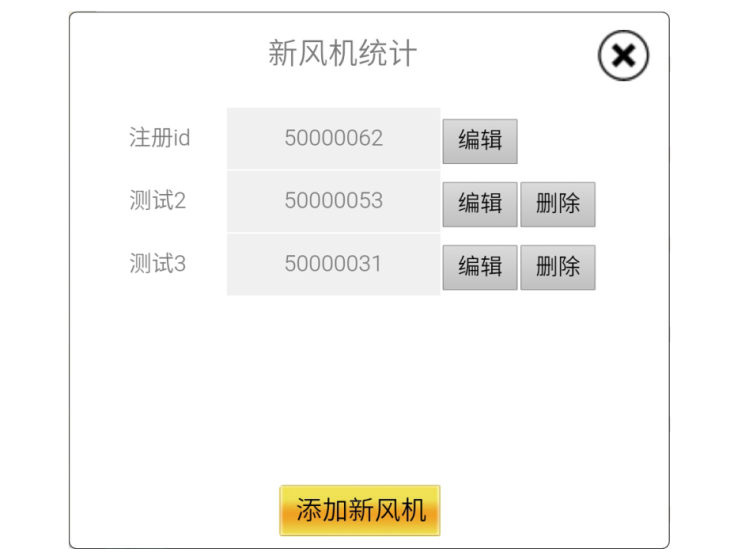 新风机统计
注册id 50000062 编辑
测试2 50000053 编辑 删除
测试3 50000031 编辑 删除
添加新风机